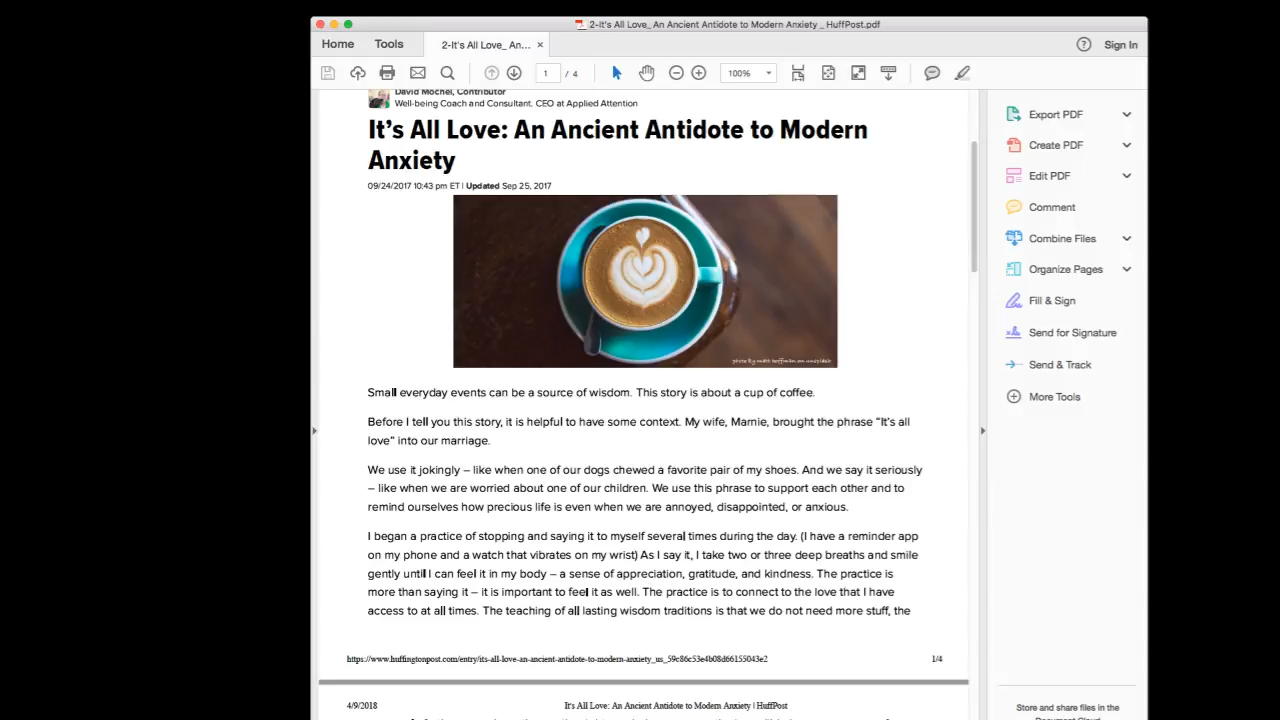 2-It's All Love_ An Ancient Antidote to Modern Anxiety _ HuffPost.pdf
Home Tools 2-It's All Love_ An... × ? Sign In
1 / 4 100%
David Mochel, Contributor
Well-being Coach and Consultant. CEO at Applied Attention
It's All Love: An Ancient Antidote to Modern
Anxiety
09/24/2017 10:43 pm ET | Updated Sep 25, 2017
photo by matt hoffman on unsplash
Small everyday events can be a source of wisdom. This story is about a cup of coffee.
Before I tell you this story, it is helpful to have some context. My wife, Marnie, brought the phrase “It’s all
love” into our marriage.
We use it jokingly – like when one of our dogs chewed a favorite pair of my shoes. And we say it seriously
– like when we are worried about one of our children. We use this phrase to support each other and to
remind ourselves how precious life is even when we are annoyed, disappointed, or anxious.
I began a practice of stopping and saying it to myself several times during the day. (I have a reminder app
on my phone and a watch that vibrates on my wrist) As I say it, I take two or three deep breaths and smile
gently until I can feel it in my body – a sense of appreciation, gratitude, and kindness. The practice is
more than saying it – it is important to feel it as well. The practice is to connect to the love that I have
access to at all times. The teaching of all lasting wisdom traditions is that we do not need more stuff, the
https://www.huffingtonpost.com/entry/its-all-love-an-ancient-antidote-to-modern-anxiety_us_59c86c53e4b08d66155043e2 1/4
4/9/2018 It's All Love: An Ancient Antidote to Modern Anxiety | HuffPost
Export PDF
Create PDF
Edit PDF
Comment
Combine Files
Organize Pages
Fill & Sign
Send for Signature
Send & Track
More Tools
Store and share files in the
Document Cloud